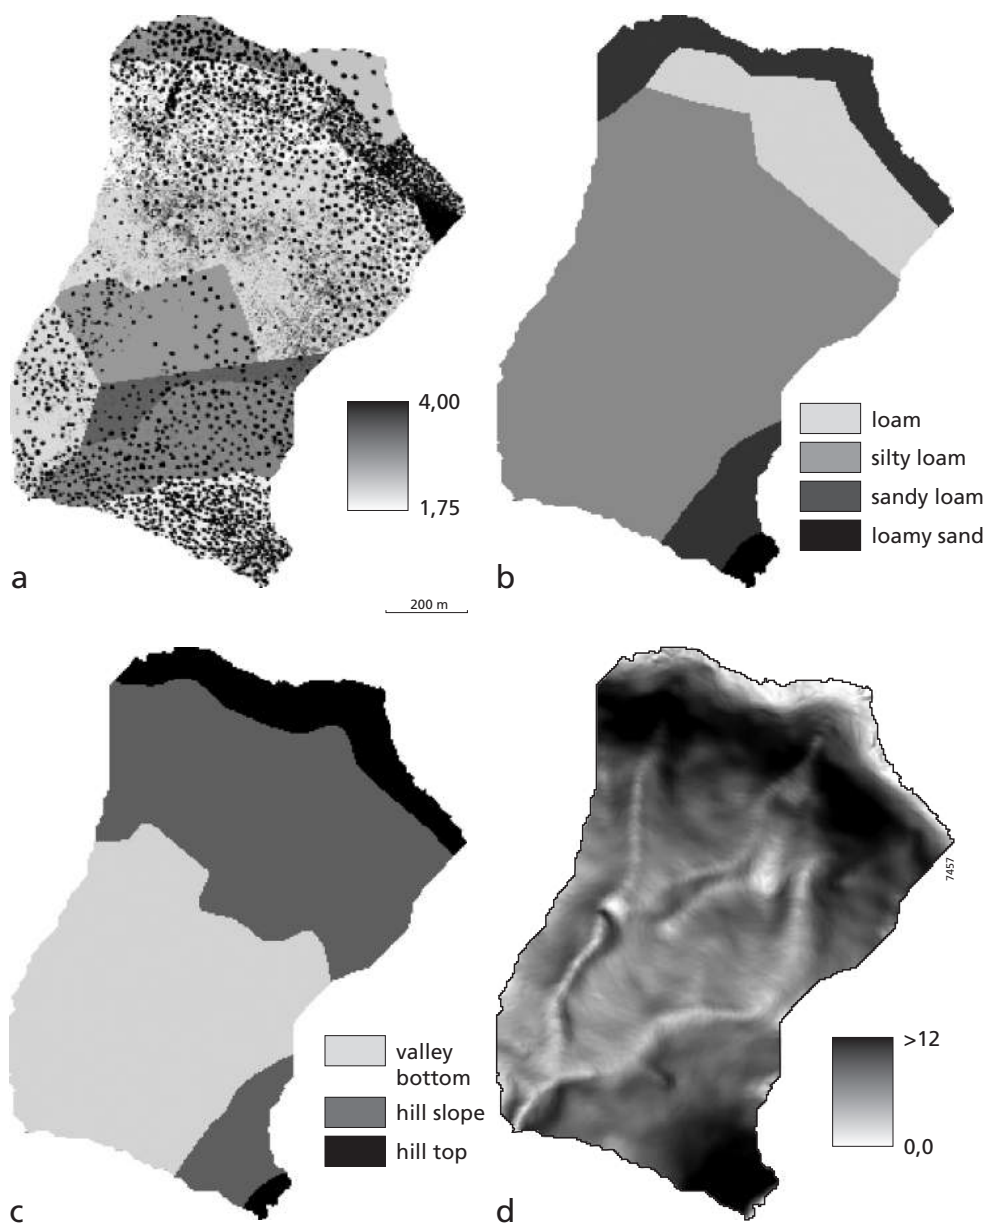 4,00
1,75
a
loam
silty loam
sandy loam
loamy sand
b
200 m
valley
bottom
hill slope
hill top
c
7457
>12
0,0
d